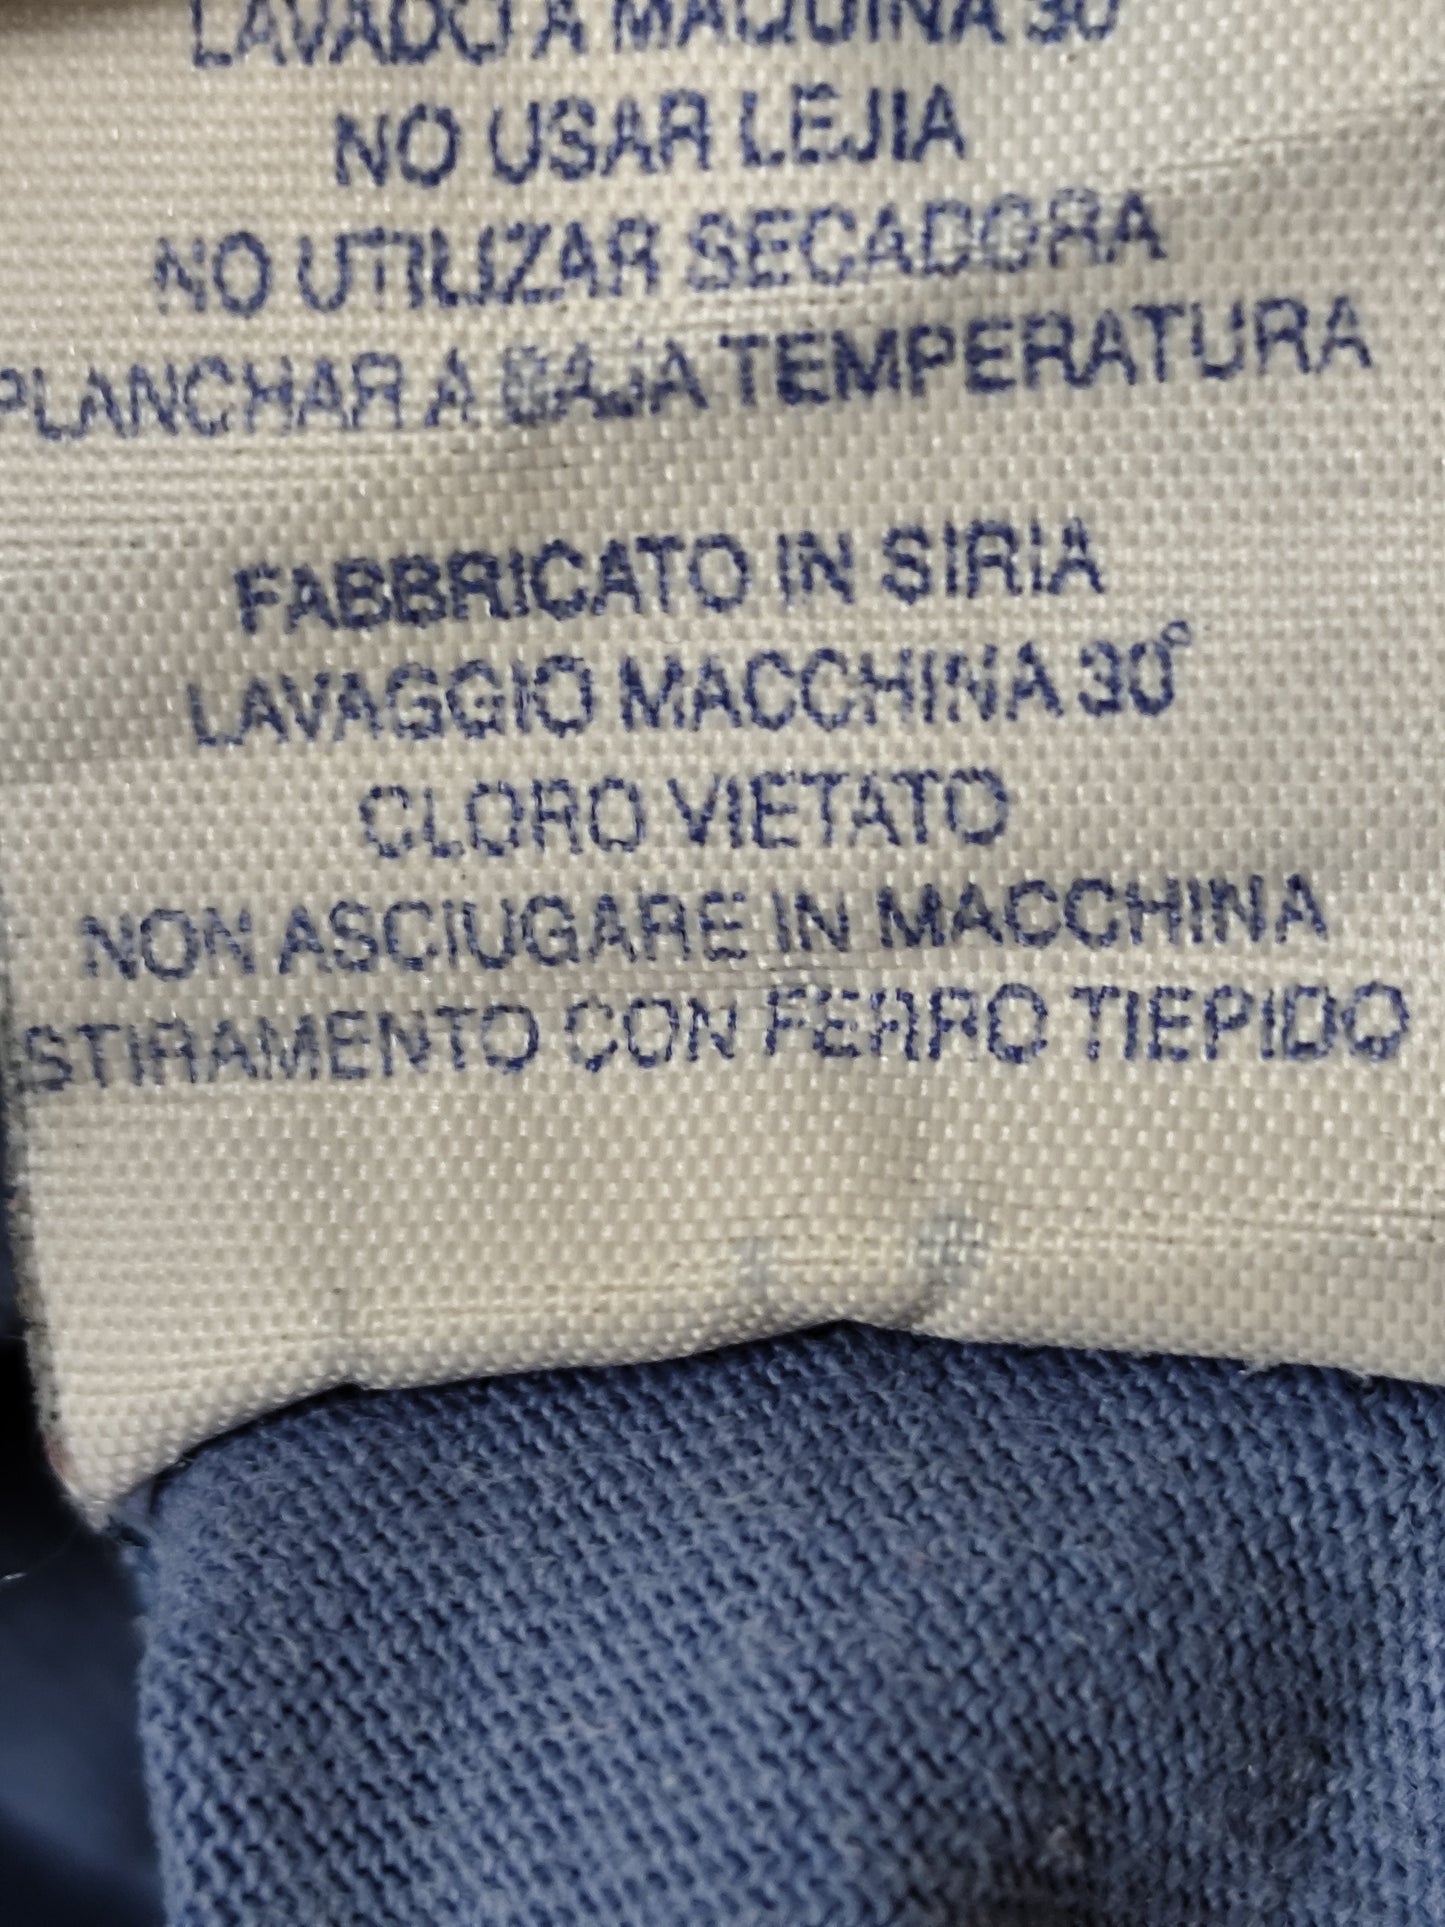 LAVADO A MAQUINA 30°
NO USAR LEJIA
NO UTILIZAR SECADORA
PLANCHAR A BAJA TEMPERATURA
FABBRICATO IN SIRIA
LAVAGGIO MACCHINA 30°
CLORO VIETATO
NON ASCIUGARE IN MACCHINA
STIRAMENTO CON FERRO TIEPIDO